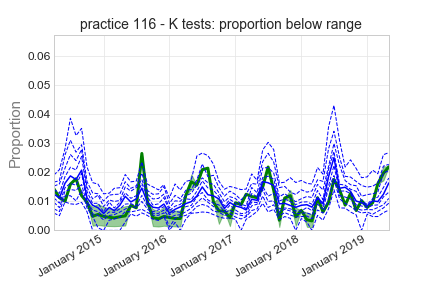 practice 116 - K tests: proportion below range
Proportion
0.06
0.05
0.04
0.03
0.02
0.01
0.00
January 2015
January 2016
January 2017
January 2018
January 2019